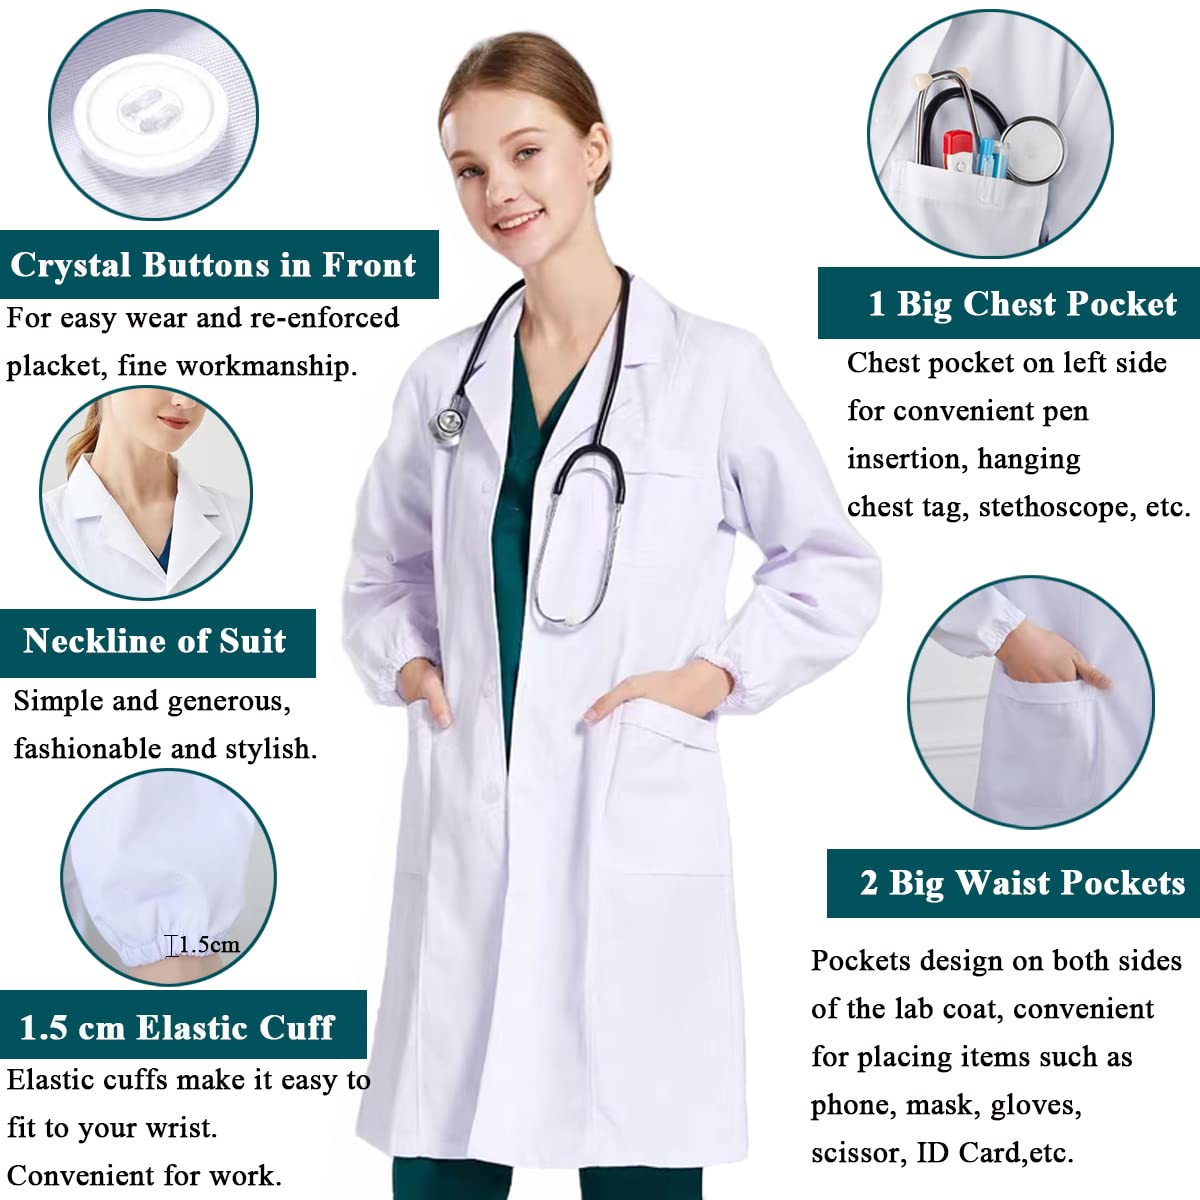 Crystal Buttons in Front
For easy wear and re-enforced
placket, fine workmanship.
Neckline of Suit
Simple and generous,
fashionable and stylish.
1.5cm
1.5 cm Elastic Cuff
Elastic cuffs make it easy to
fit to your wrist.
Convenient for work.
1 Big Chest Pocket
Chest pocket on left side
for convenient pen
insertion, hanging
chest tag, stethoscope, etc.
2 Big Waist Pockets
Pockets design on both sides
of the lab coat, convenient
for placing items such as
phone, mask, gloves,
scissor, ID Card,etc.